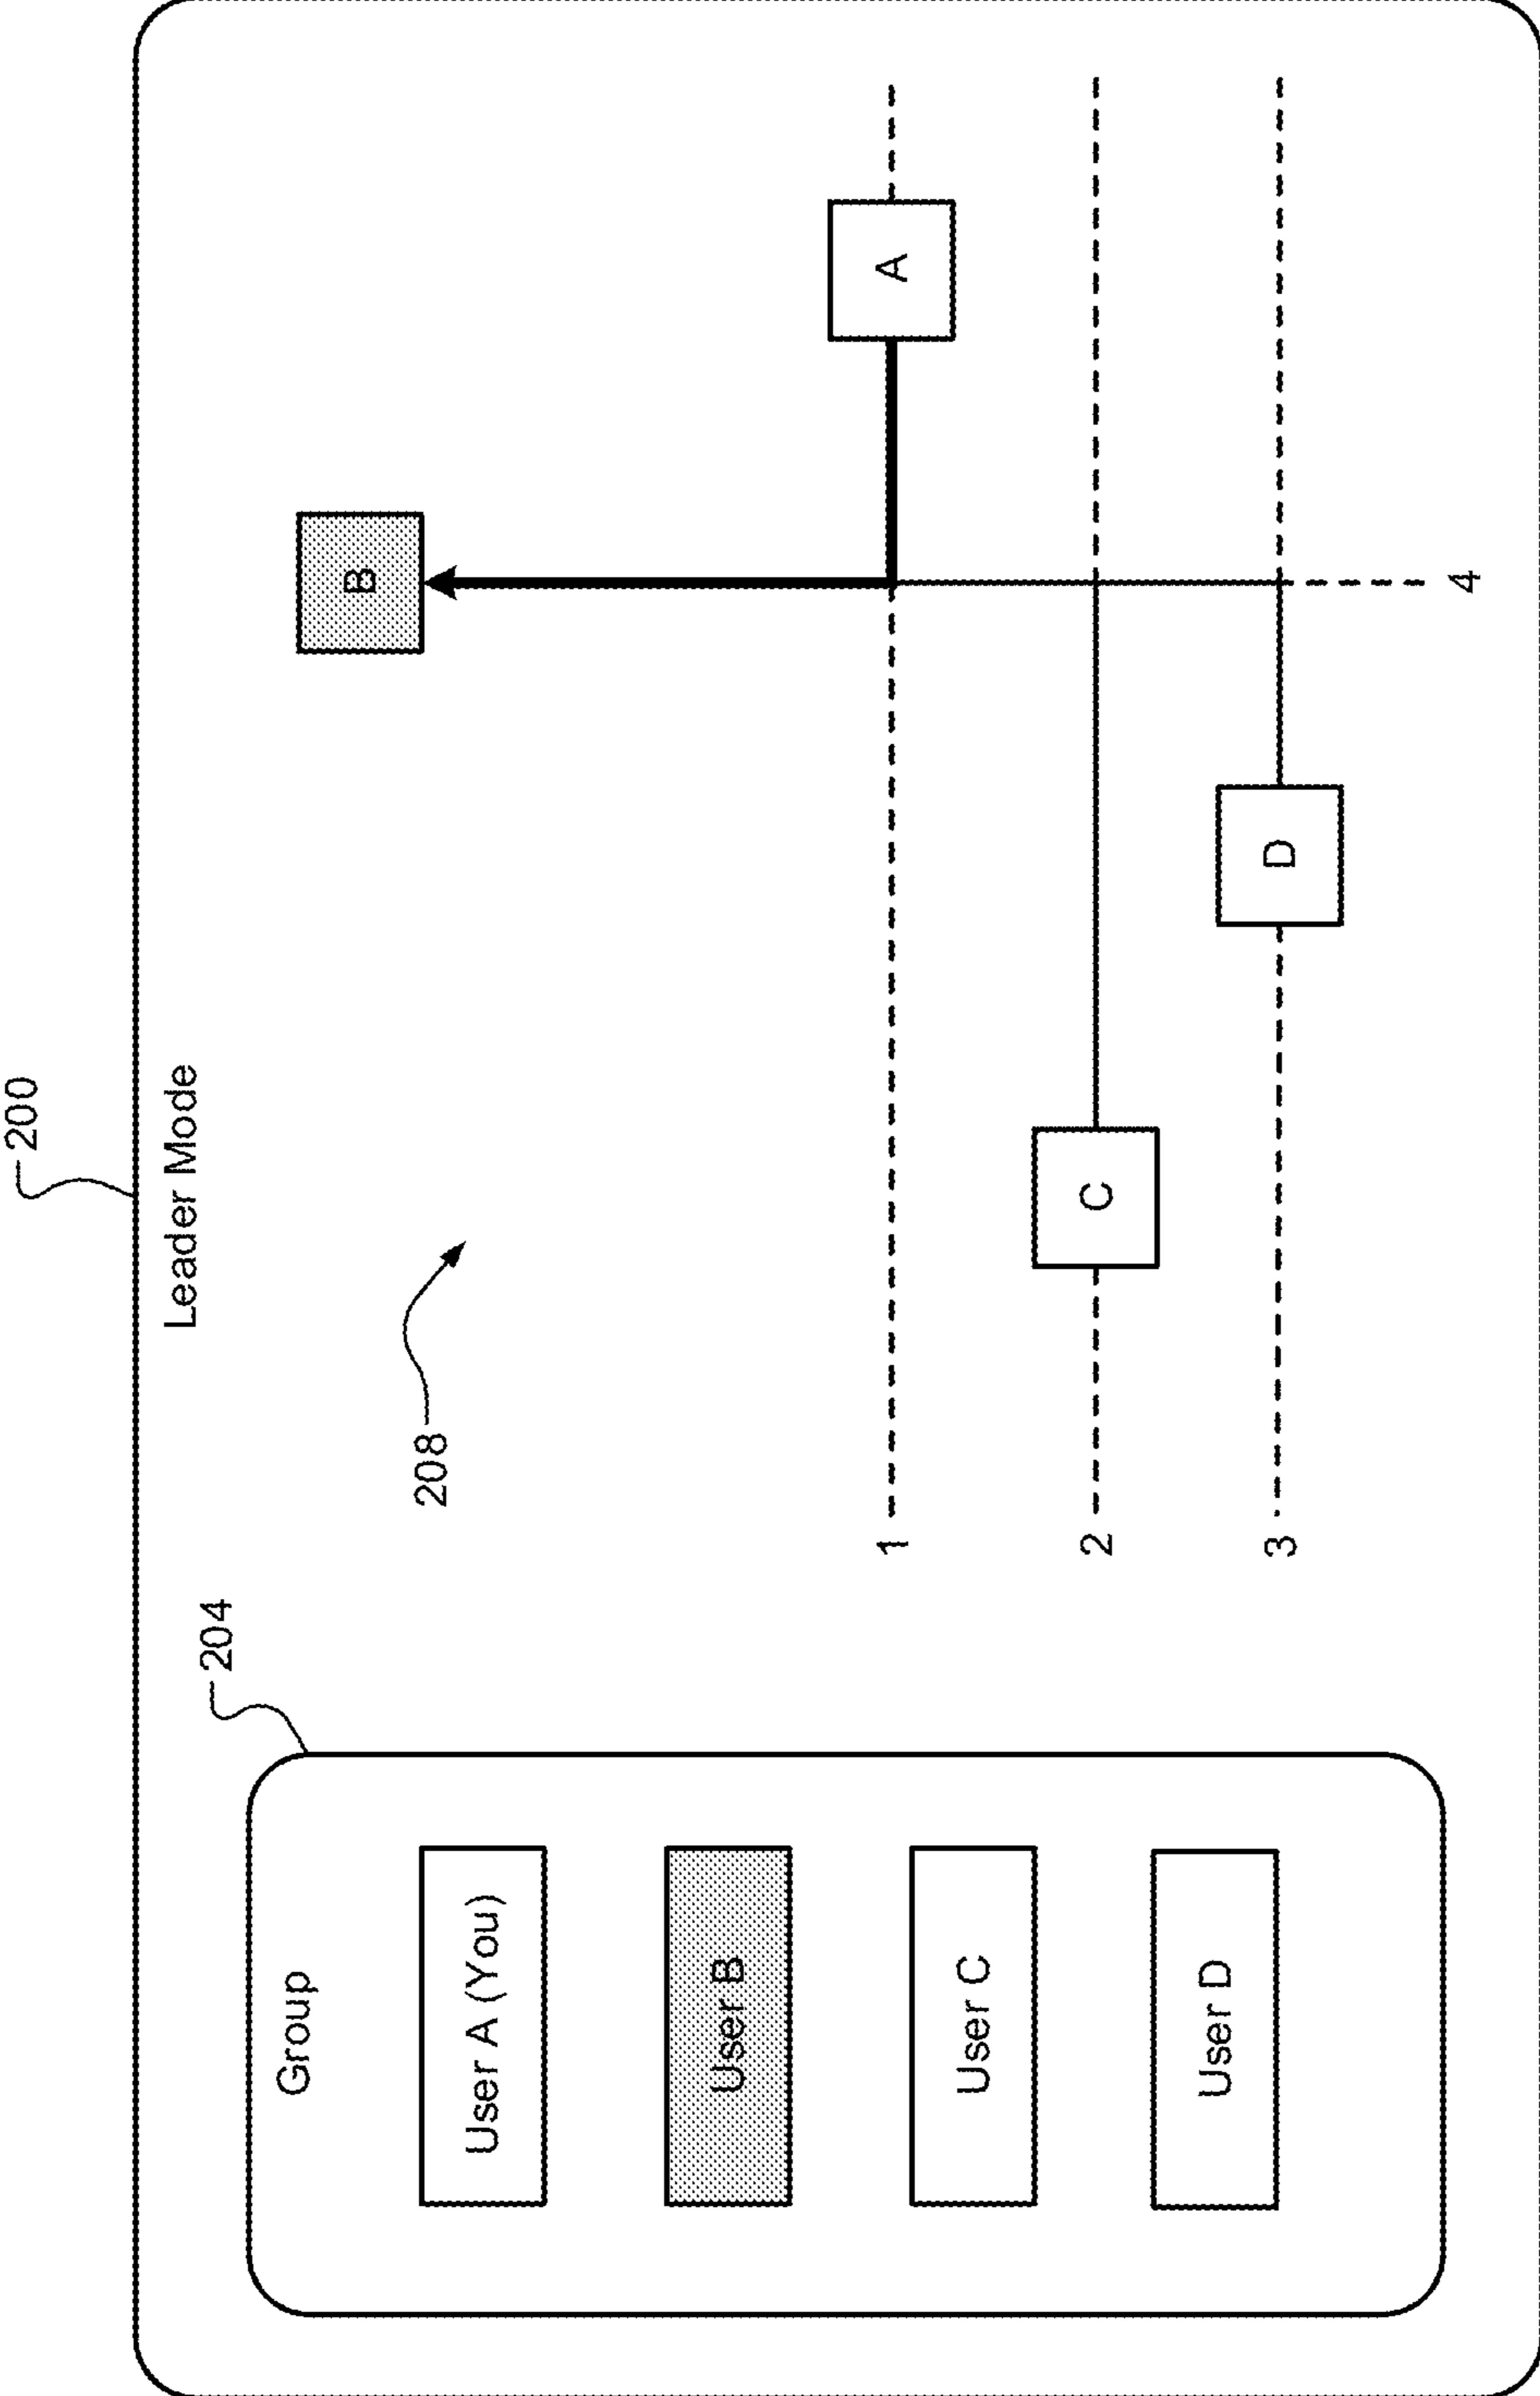 200
Leader Mode
204
Group
User A (You)
User B
User C
User D
208
B
A
1
C
2
D
3
4